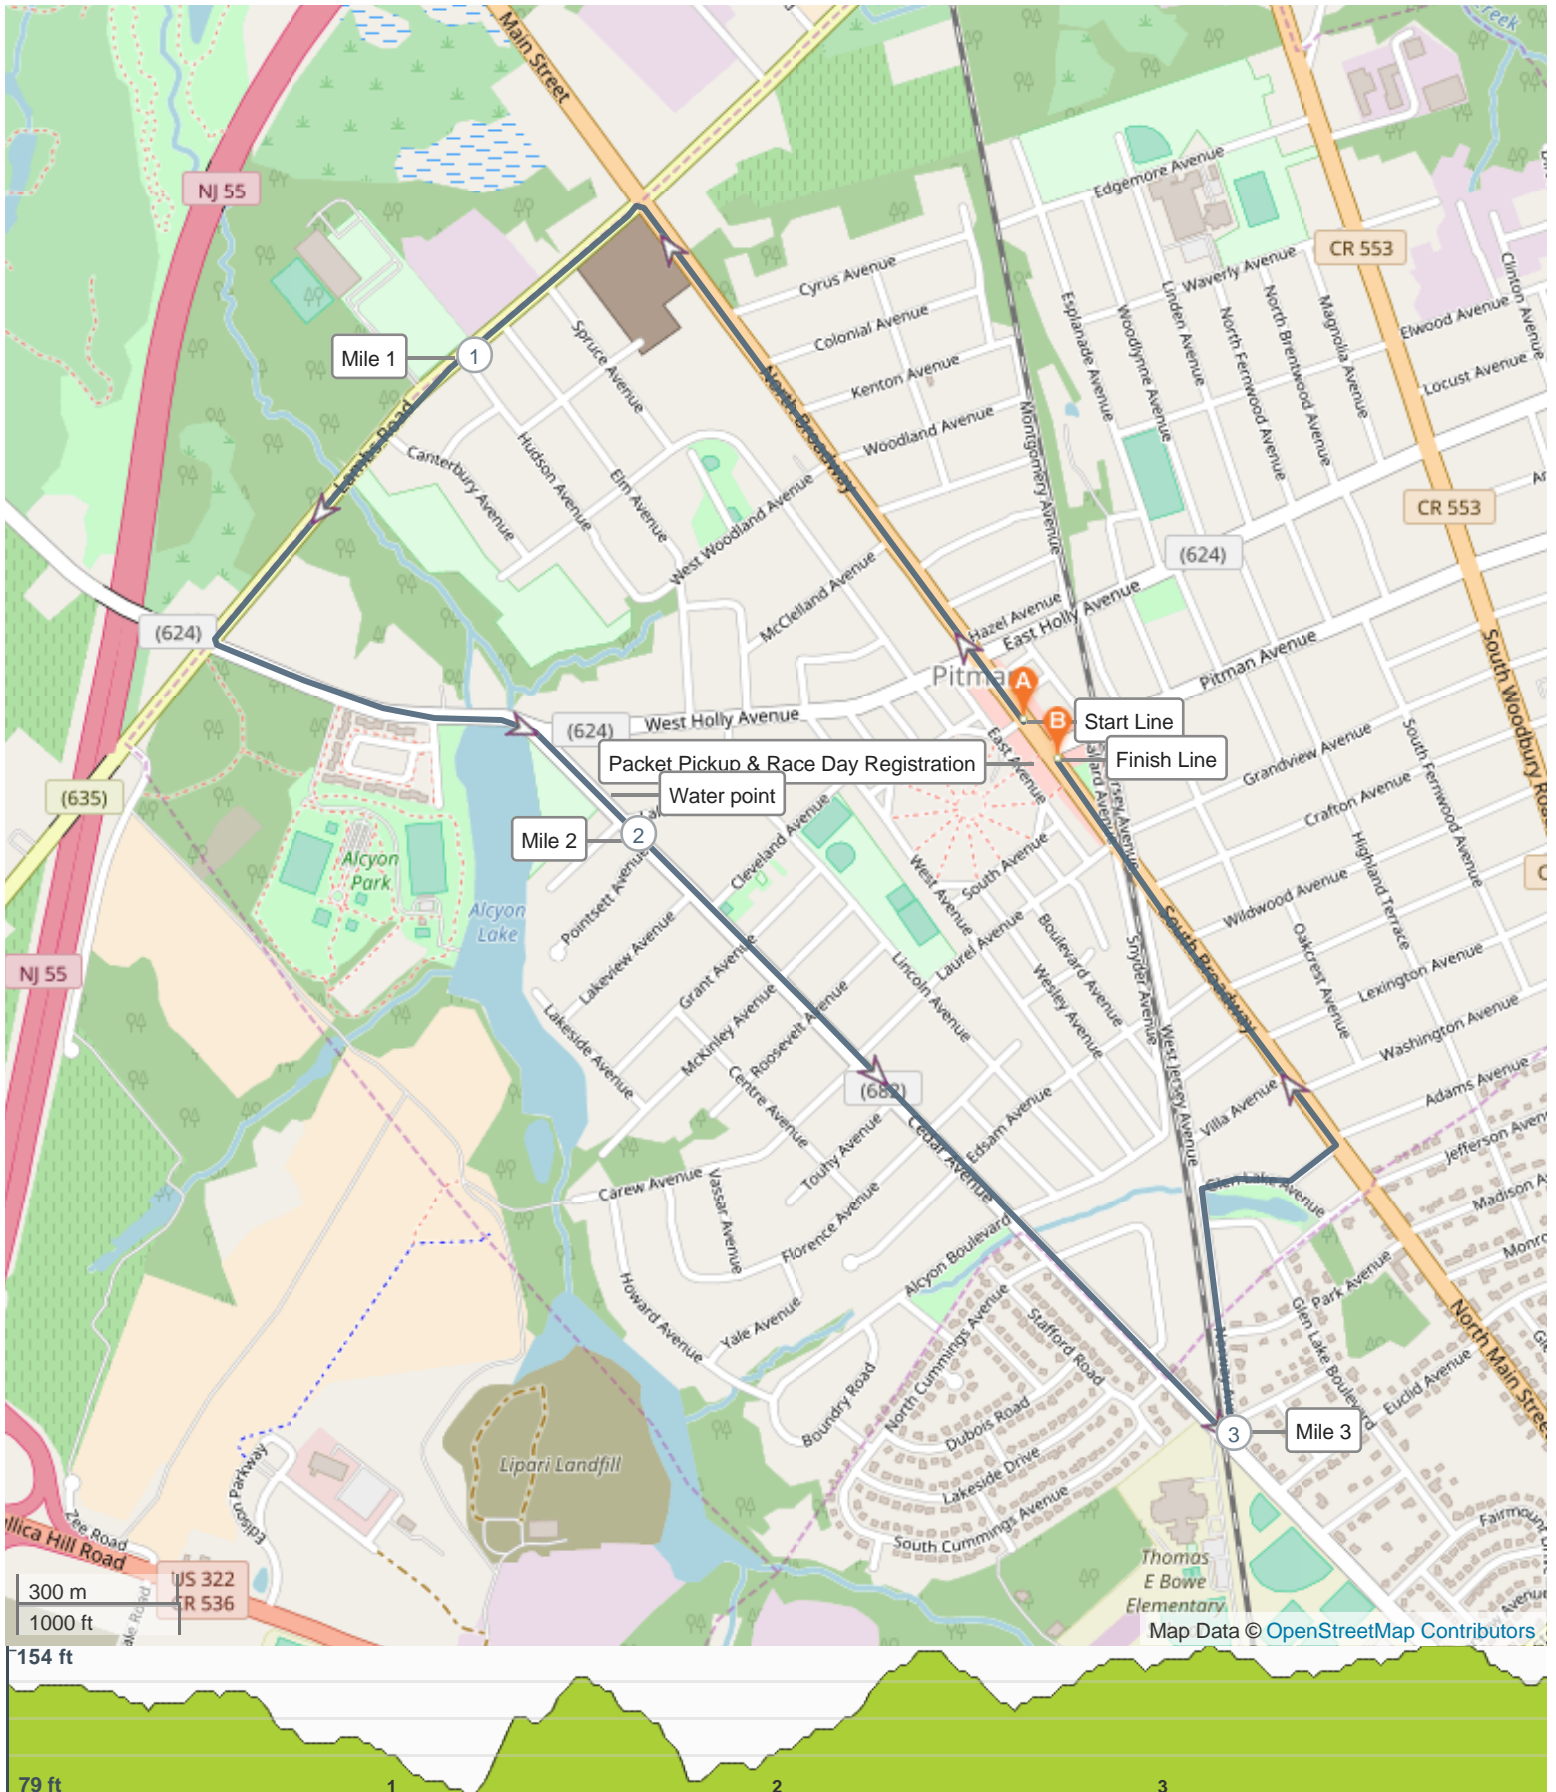 Main Street
Creek
NJ 55
Edgemore Avenue
CR 553
Cyrus Avenue
Waverly Avenue
Clinton Avenue
Colonial Avenue
Esplanade Avenue
Woodlynne Avenue
Linden Avenue
North Fernwood Avenue
North Brentwood Avenue
Magnolia Avenue
Elwood Avenue
Spruce Avenue
Mile 1
1
Kenton Avenue
Locust Avenue
North Broadway
Lambs Road
Montgomery Avenue
Woodland Avenue
Canterbury Avenue
Hudson Avenue
Elm Avenue
West Woodland Avenue
CR 553
(624)
McClelland Avenue
Hazel Avenue
East Holly Avenue
(624)
Pitman Avenue
Pitman
A
South Woodbury Road
West Holly Avenue
(624)
B
Start Line
East Avenue
Finish Line
Packet Pickup & Race Day Registration
Water point
Grandview Avenue
South Fernwood Avenue
(635)
Mile 2
2
Crafton Avenue
Cleveland Avenue
Alcyon
Park
Pointsett Avenue
West Avenue
South Avenue
Highland Terrace
Wildwood Avenue
Alcyon
Lake
Lakeview Avenue
Grant Avenue
Lincoln Avenue
Laurel Avenue
Boulevard Avenue
Snyder Avenue
South Broadway
Oakcrest Avenue
Lexington Avenue
NJ 55
McKinley Avenue
Roosevelt Avenue
Wesley Avenue
Washington Avenue
Lakeside Avenue
Centre Avenue
West Jersey Avenue
Adams Avenue
(682)
Villa Avenue
Touhy Avenue
Cedar Avenue
Edsam Avenue
Jefferson Avenue
Carew Avenue
Vassar Avenue
Florence Avenue
Glen Lake Avenue
Alcyon Boulevard
Park Avenue
Howard Avenue
Yale Avenue
North Cummings Avenue
Stafford Road
Glen Lake Boulevard
North Main Street
Boundry Road
Euclid Avenue
Dubois Road
3
Mile 3
Lipari Landfill
Lakeside Drive
Edison Parkway
South Cummings Avenue
Zee Road
Thomas
E Bowe
Elementary
US 322
CR 536
300 m
1000 ft
Map Data © OpenStreetMap Contributors
154 ft
79 ft
1
2
3